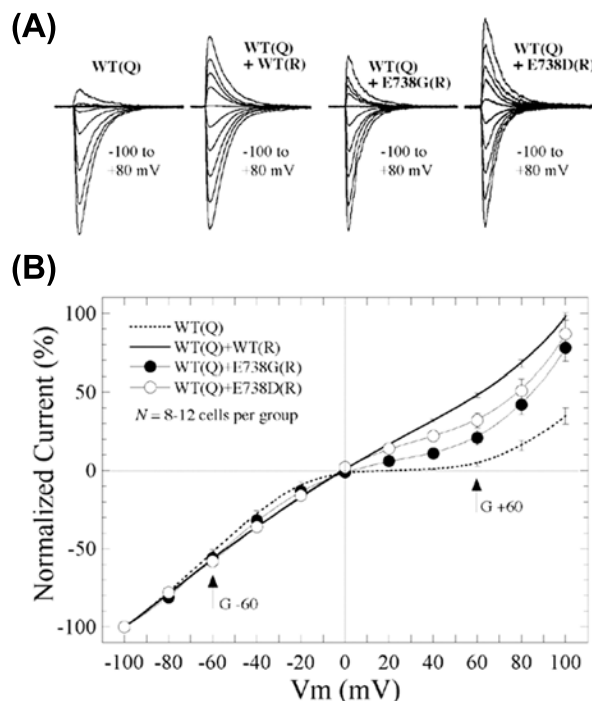 (A)
WT(Q)
-100 to
+80 mV
WT(Q)
+ WT(R)
-100 to
+80 mV
WT(Q)
+ E738G(R)
-100 to
+80 mV
WT(Q)
+ E738D(R)
-100 to
+80 mV
(B)
Normalized Current (%)
100
50
0
-50
-100
WT(Q)
WT(Q)+WT(R)
WT(Q)+E738G(R)
WT(Q)+E738D(R)
N = 8-12 cells per group
G +60
G -60
-100 -80 -60 -40 -20 0 20 40 60 80 100
Vm (mV)